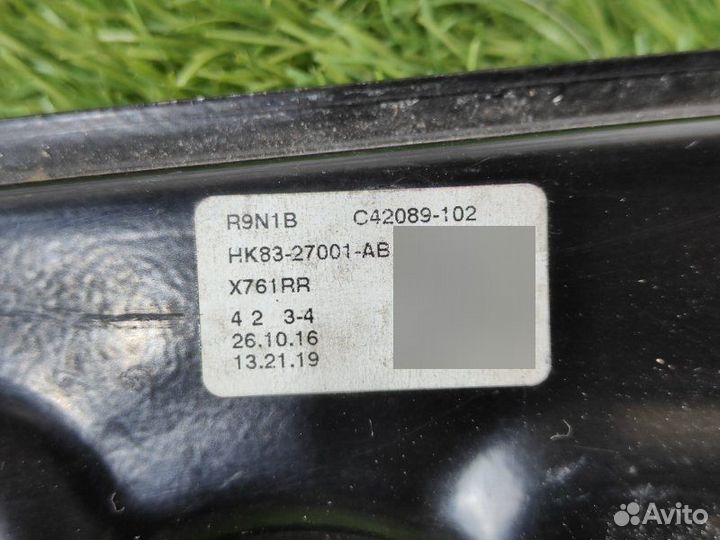 R9N1B C42089-102
HK83-27001-AB
X761RR
4 2 3-4
26.10.16
13.21.19
Avito